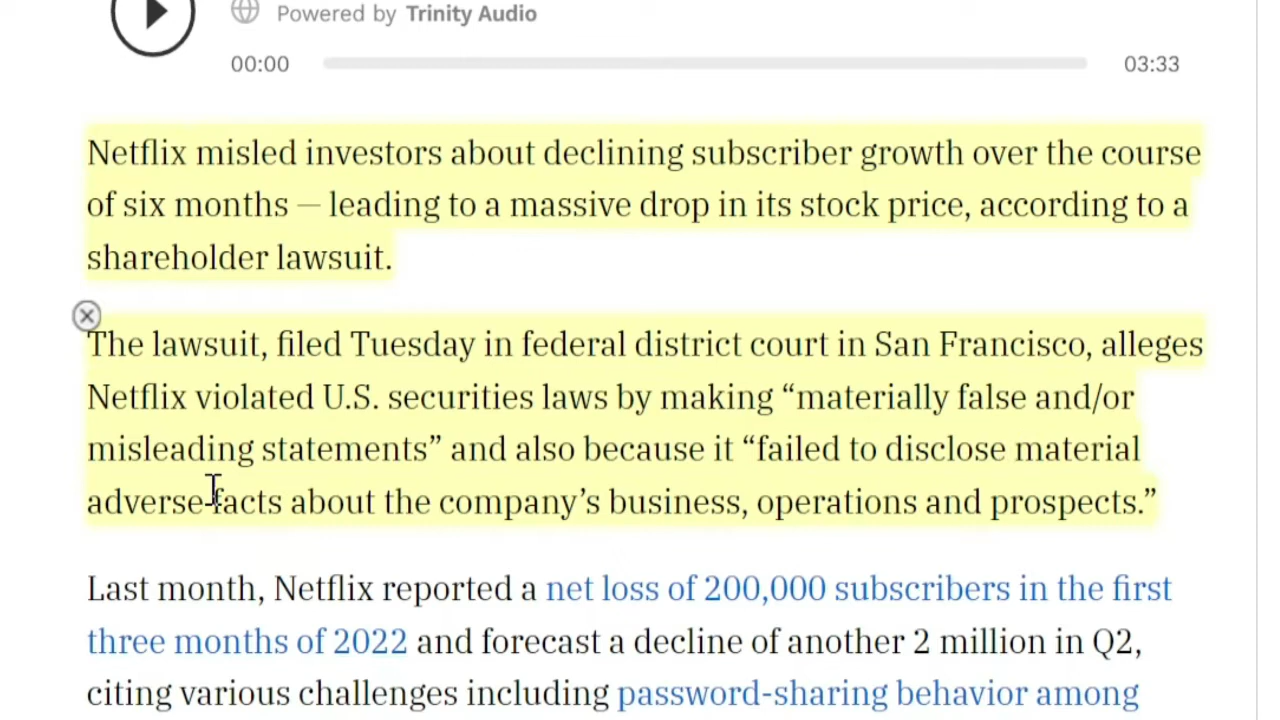 Powered by Trinity Audio
00:00 03:33
Netflix misled investors about declining subscriber growth over the course
of six months — leading to a massive drop in its stock price, according to a
shareholder lawsuit.
The lawsuit, filed Tuesday in federal district court in San Francisco, alleges
Netflix violated U.S. securities laws by making “materially false and/or
misleading statements” and also because it “failed to disclose material
adverse facts about the company’s business, operations and prospects.”
Last month, Netflix reported a net loss of 200,000 subscribers in the first
three months of 2022 and forecast a decline of another 2 million in Q2,
citing various challenges including password-sharing behavior among